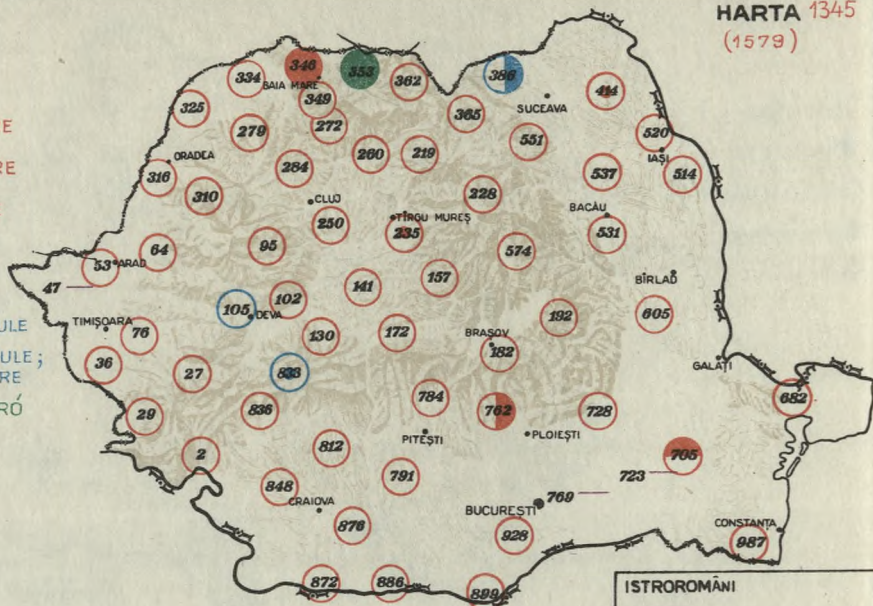 HARTA 1345
(1579)
E
RE
ULE
ULE;
RE
RÓ
334
346
BAIA MARE
353
362
386
325
349
365
SUCEAVA
414
279
272
551
520
IAȘI
ORADEA
284
260
219
537
514
316
310
228
CLUJ
TÎRGU MUREȘ
BACĂU
250
235
531
64
95
574
53
ARAD
47
141
157
BÎRLAD
105
102
DEVA
192
605
TIMIȘOARA
76
130
172
BRAȘOV
182
36
27
833
GALAȚI
784
682
29
836
762
728
PITEȘTI
PLOIEȘTI
2
812
705
791
723
848
769
CRAIOVA
BUCUREȘTI
876
928
CONSTANȚA
987
872
886
899
ISTROROMÂNI